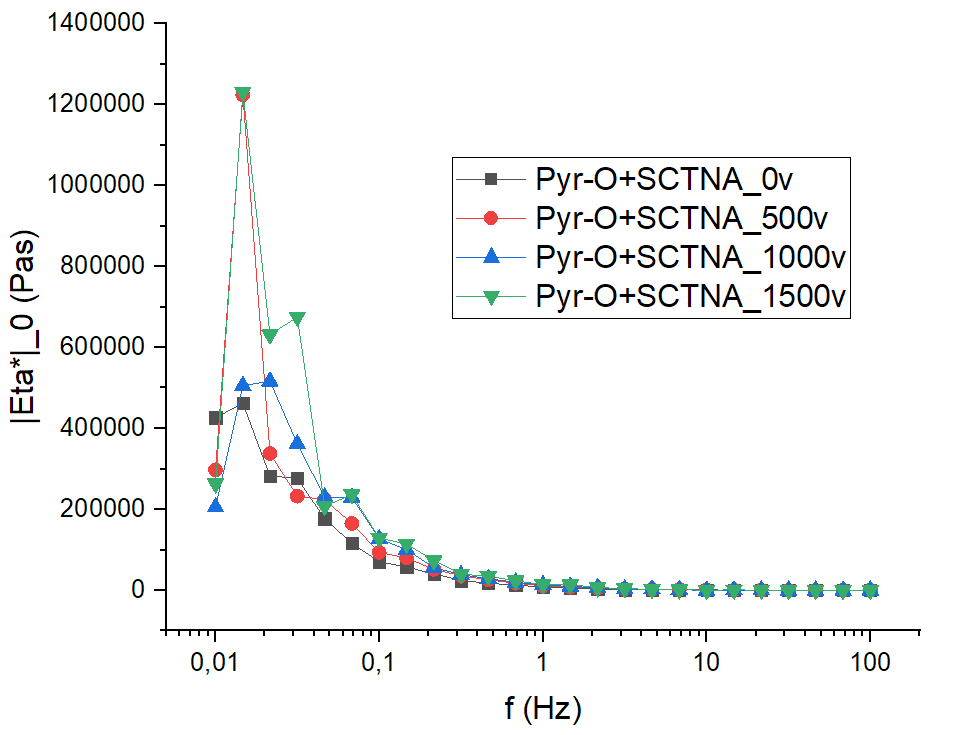 1400000
1200000
1000000
800000
600000
400000
200000
0
|Eta*|_0 (Pas)
Pyr-O+SCTNA_0v
Pyr-O+SCTNA_500v
Pyr-O+SCTNA_1000v
Pyr-O+SCTNA_1500v
0,01 0,1 1 10 100
f (Hz)